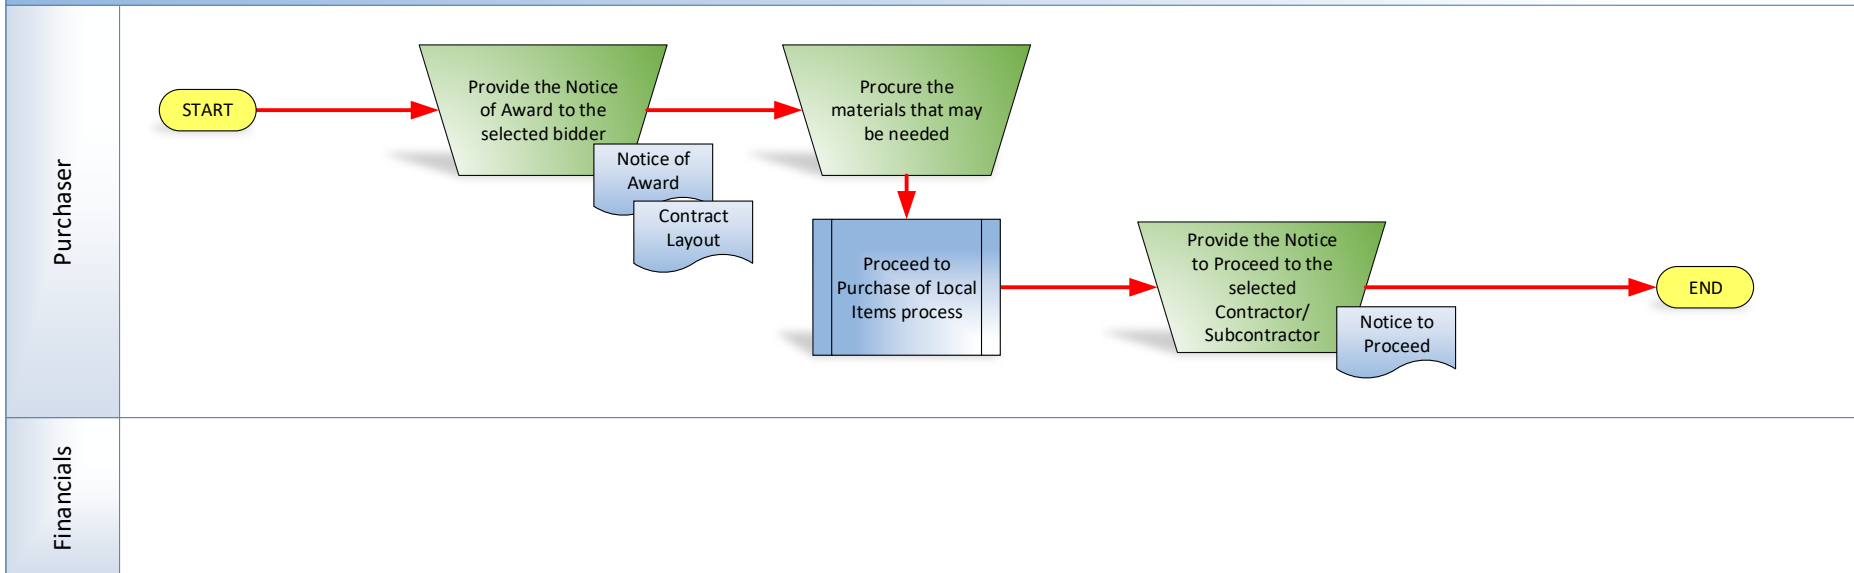 Purchaser
START
Provide the Notice
of Award to the
selected bidder
Notice of
Award
Contract
Layout
Procure the
materials that may
be needed
Proceed to
Purchase of Local
Items process
Provide the Notice
to Proceed to the
selected
Contractor/
Subcontractor
Notice to
Proceed
END
Financials